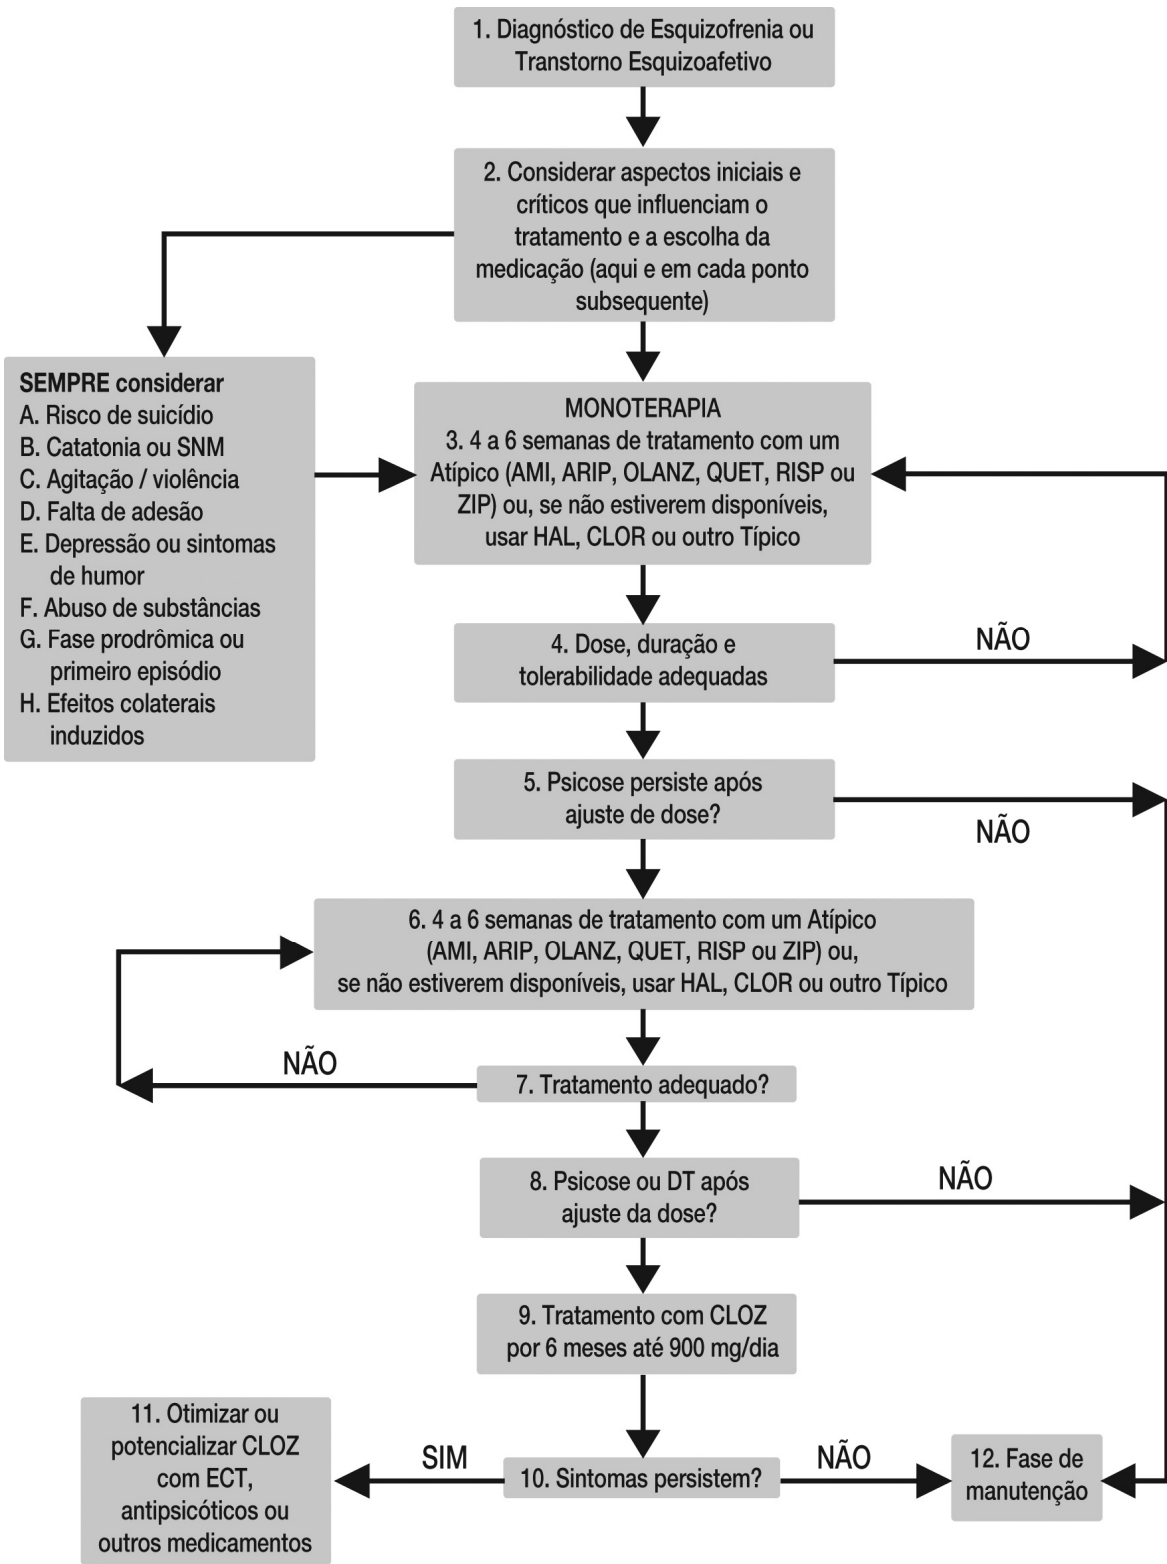 1. Diagnóstico de Esquizofrenia ou
Transtorno Esquizoafetivo
2. Considerar aspectos iniciais e
críticos que influenciam o
tratamento e a escolha da
medicação (aqui e em cada ponto
subsequente)
SEMPRE considerar
A. Risco de suicídio
B. Catatonia ou SNM
C. Agitação / violência
D. Falta de adesão
E. Depressão ou sintomas
de humor
F. Abuso de substâncias
G. Fase prodrômica ou
primeiro episódio
H. Efeitos colaterais
induzidos
MONOTERAPIA
3. 4 a 6 semanas de tratamento com um
Atípico (AMI, ARIP, OLANZ, QUET, RISP ou
ZIP) ou, se não estiverem disponíveis,
usar HAL, CLOR ou outro Típico
4. Dose, duração e
tolerabilidade adequadas
NÃO
5. Psicose persiste após
ajuste de dose?
NÃO
6. 4 a 6 semanas de tratamento com um Atípico
(AMI, ARIP, OLANZ, QUET, RISP ou ZIP) ou,
se não estiverem disponíveis, usar HAL, CLOR ou outro Típico
NÃO
7. Tratamento adequado?
8. Psicose ou DT após
ajuste da dose?
NÃO
9. Tratamento com CLOZ
por 6 meses até 900 mg/dia
11. Otimizar ou
potencializar CLOZ
com ECT,
antipsicóticos ou
outros medicamentos
SIM
10. Sintomas persistem?
NÃO
12. Fase de
manutenção